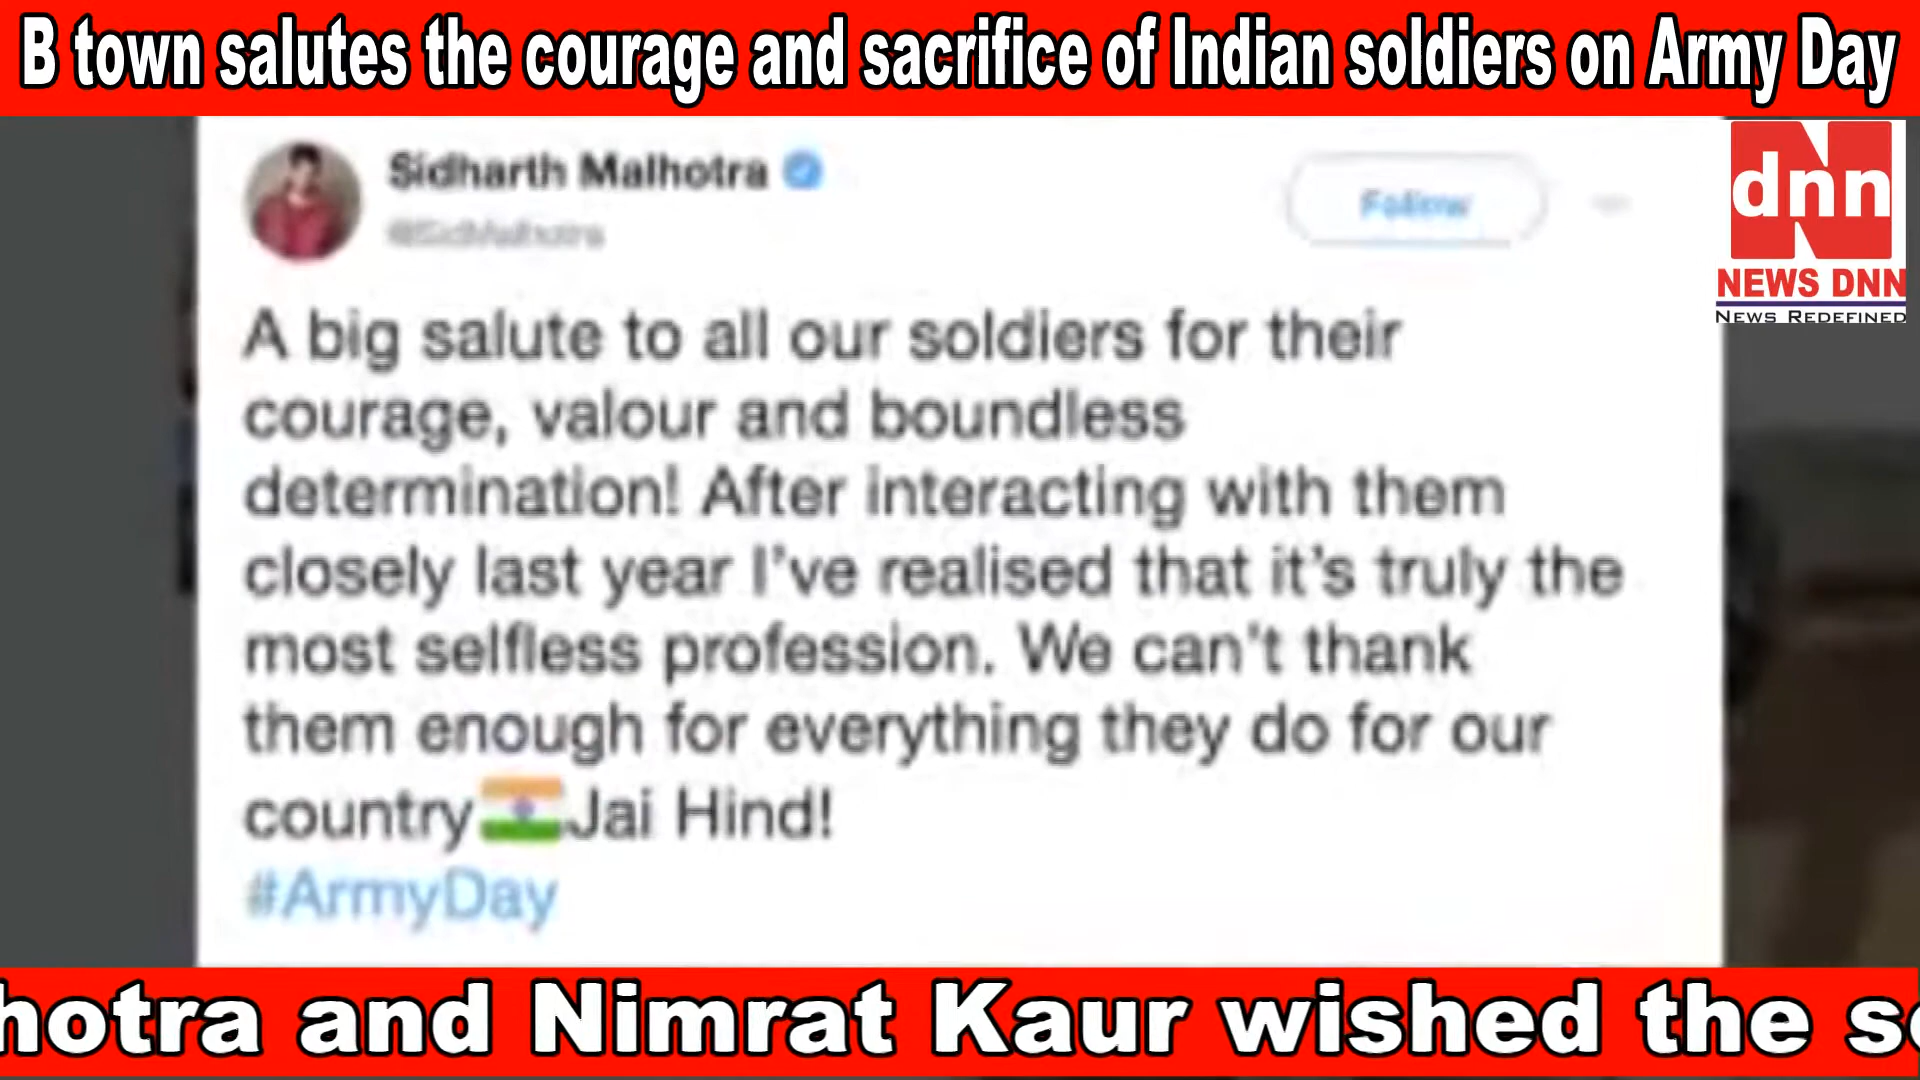 B town salutes the courage and sacrifice of Indian soldiers on Army Day
dnn
NEWS DNN
NEWS REDEFINED
Sidharth Malhotra
@SidMalhotra
Follow
A big salute to all our soldiers for their
courage, valour and boundless
determination! After interacting with them
closely last year I've realised that it's truly the
most selfless profession. We can't thank
them enough for everything they do for our
country Jai Hind!
#ArmyDay
hotra and Nimrat Kaur wished the so